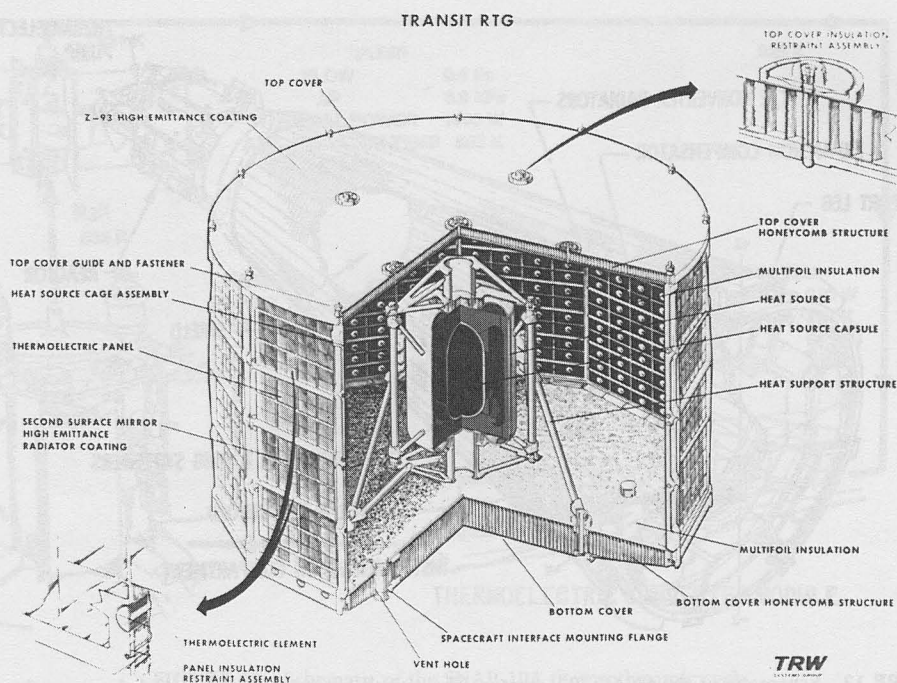 TRANSIT RTG
TOP COVER INSULATION
RESTRAINT ASSEMBLY
TOP COVER
Z-93 HIGH EMITTANCE COATING
TOP COVER
HONEYCOMB STRUCTURE
TOP COVER GUIDE AND FASTENER
MULTIFOIL INSULATION
HEAT SOURCE CAGE ASSEMBLY
HEAT SOURCE
HEAT SOURCE CAPSULE
THERMOELECTRIC PANEL
HEAT SUPPORT STRUCTURE
SECOND SURFACE MIRROR
HIGH EMITTANCE
RADIATOR COATING
MULTIFOIL INSULATION
BOTTOM COVER HONEYCOMB STRUCTURE
BOTTOM COVER
SPACECRAFT INTERFACE MOUNTING FLANGE
VENT HOLE
THERMOELECTRIC ELEMENT
PANEL INSULATION
RESTRAINT ASSEMBLY
TRW
SYSTEMS GROUP